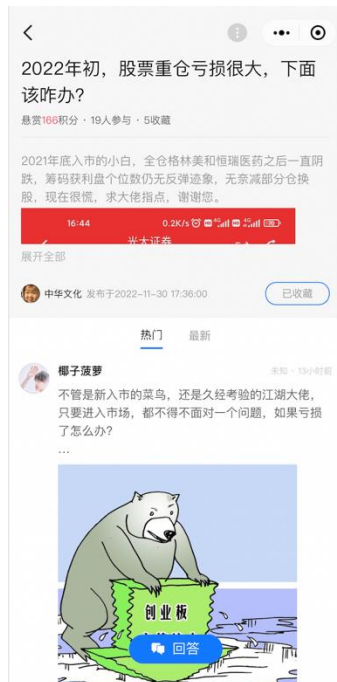 2022年初，股票重仓亏损很大，下面
该咋办?
悬赏166积分 · 19人参与 · 5收藏
2021年底入市的小白，全仓格林美和恒瑞医药之后一直阴
跌，筹码获利盘个位数仍无反弹迹象，无奈减部分仓换
股，现在很慌，求大佬指点，谢谢您。
16:44
0.2K/s
光大证券
展开全部
中华文化 发布于2022-11-30 17:36:00
已收藏
热门
最新
椰子菠萝
未知 · 13小时前
不管是新入市的菜鸟，还是久经考验的江湖大佬，
只要进入市场，都不得不面对一个问题，如果亏损
了怎么办?
...
创业板
回答